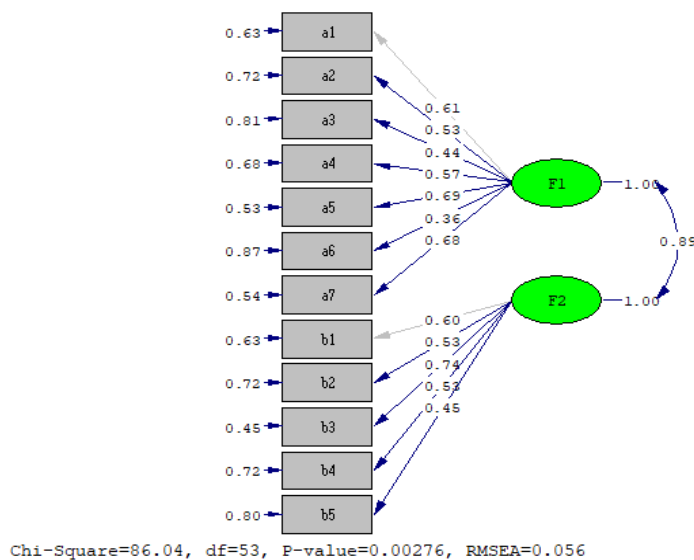 0.63 a1
0.72 a2
0.81 a3
0.68 a4
0.53 a5
0.87 a6
0.54 a7
0.63 b1
0.72 b2
0.45 b3
0.72 b4
0.80 b5
0.61
0.53
0.44
0.57
0.69
0.36
0.68
F1 1.00
0.89
F2 1.00
0.60
0.53
0.74
0.53
0.45
Chi-Square=86.04, df=53, P-value=0.00276, RMSEA=0.056